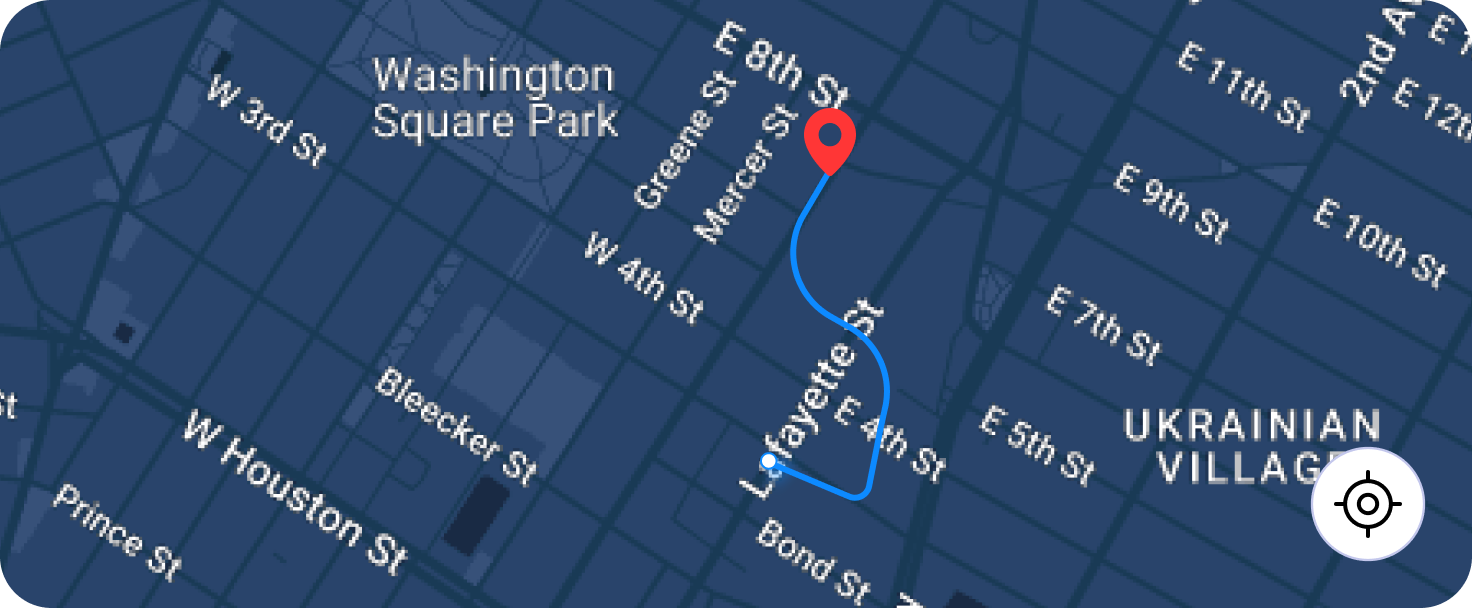 E 8th St
2nd
E 11th St
E 12th
Washington
Square Park
W 3rd St
Greene St
Mercer St
E 9th St
E 10th St
W 4th St
E 7th St
Lafayette St
Bleecker St
E 4th St
E 5th St
UKRAINIAN
VILLAG
W Houston St
Prince St
Bond St